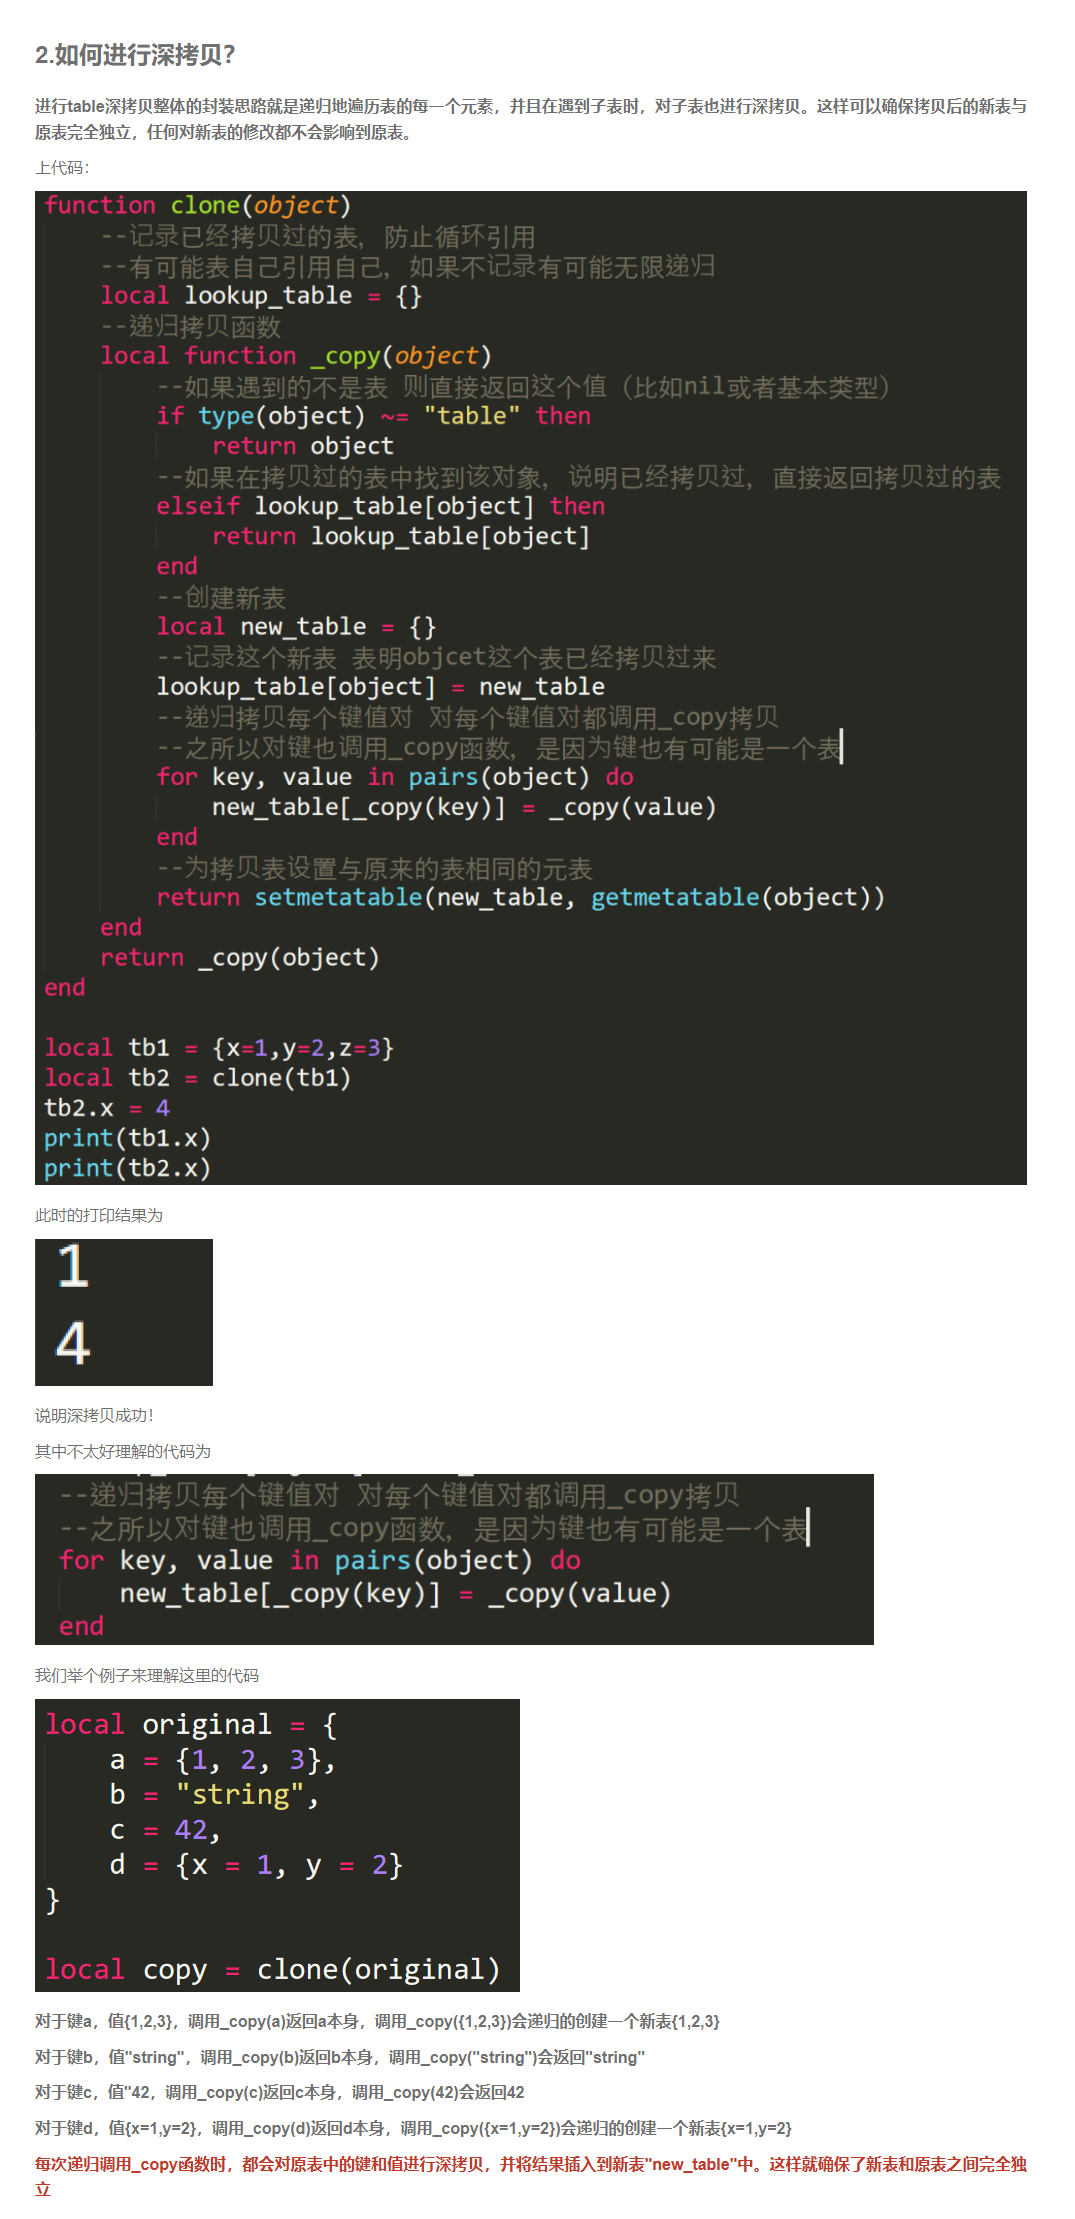 2.如何进行深拷贝？
进行table深拷贝整体的封装思路就是递归地遍历表的每一个元素，并且在遇到子表时，对子表也进行深拷贝。这样可以确保拷贝后的新表与
原表完全独立，任何对新表的修改都不会影响到原表。
上代码：
function clone(object)
    --记录已经拷贝过的表，防止循环引用
    --有可能表自己引用自己，如果不记录有可能无限递归
    local lookup_table = {}
    --递归拷贝函数
    local function _copy(object)
        --如果遇到的不是表 则直接返回这个值（比如nil或者基本类型）
        if type(object) ~= "table" then
            return object
        --如果在拷贝过的表中找到该对象，说明已经拷贝过，直接返回拷贝过的表
        elseif lookup_table[object] then
            return lookup_table[object]
        end
        --创建新表
        local new_table = {}
        --记录这个新表 表明objcet这个表已经拷贝过来
        lookup_table[object] = new_table
        --递归拷贝每个键值对 对每个键值对都调用_copy拷贝
        --之所以对键也调用_copy函数，是因为键也有可能是一个表
        for key, value in pairs(object) do
            new_table[_copy(key)] = _copy(value)
        end
        --为拷贝表设置与原来的表相同的元表
        return setmetatable(new_table, getmetatable(object))
    end
    return _copy(object)
end
local tb1 = {x=1,y=2,z=3}
local tb2 = clone(tb1)
tb2.x = 4
print(tb1.x)
print(tb2.x)
此时的打印结果为
1
4
说明深拷贝成功！
其中不太好理解的代码为
--递归拷贝每个键值对 对每个键值对都调用_copy拷贝
--之所以对键也调用_copy函数，是因为键也有可能是一个表
for key, value in pairs(object) do
    new_table[_copy(key)] = _copy(value)
end
我们举个例子来理解这里的代码
local original = {
    a = {1, 2, 3},
    b = "string",
    c = 42,
    d = {x = 1, y = 2}
}
local copy = clone(original)
对于键a，值{1,2,3}，调用_copy(a)返回a本身，调用_copy({1,2,3})会递归的创建一个新表{1,2,3}
对于键b，值"string"，调用_copy(b)返回b本身，调用_copy("string")会返回"string"
对于键c，值"42，调用_copy(c)返回c本身，调用_copy(42)会返回42
对于键d，值{x=1,y=2}，调用_copy(d)返回d本身，调用_copy({x=1,y=2})会递归的创建一个新表{x=1,y=2}
每次递归调用_copy函数时，都会对原表中的键和值进行深拷贝，并将结果插入到新表"new_table"中。这样就确保了新表和原表之间完全独
立